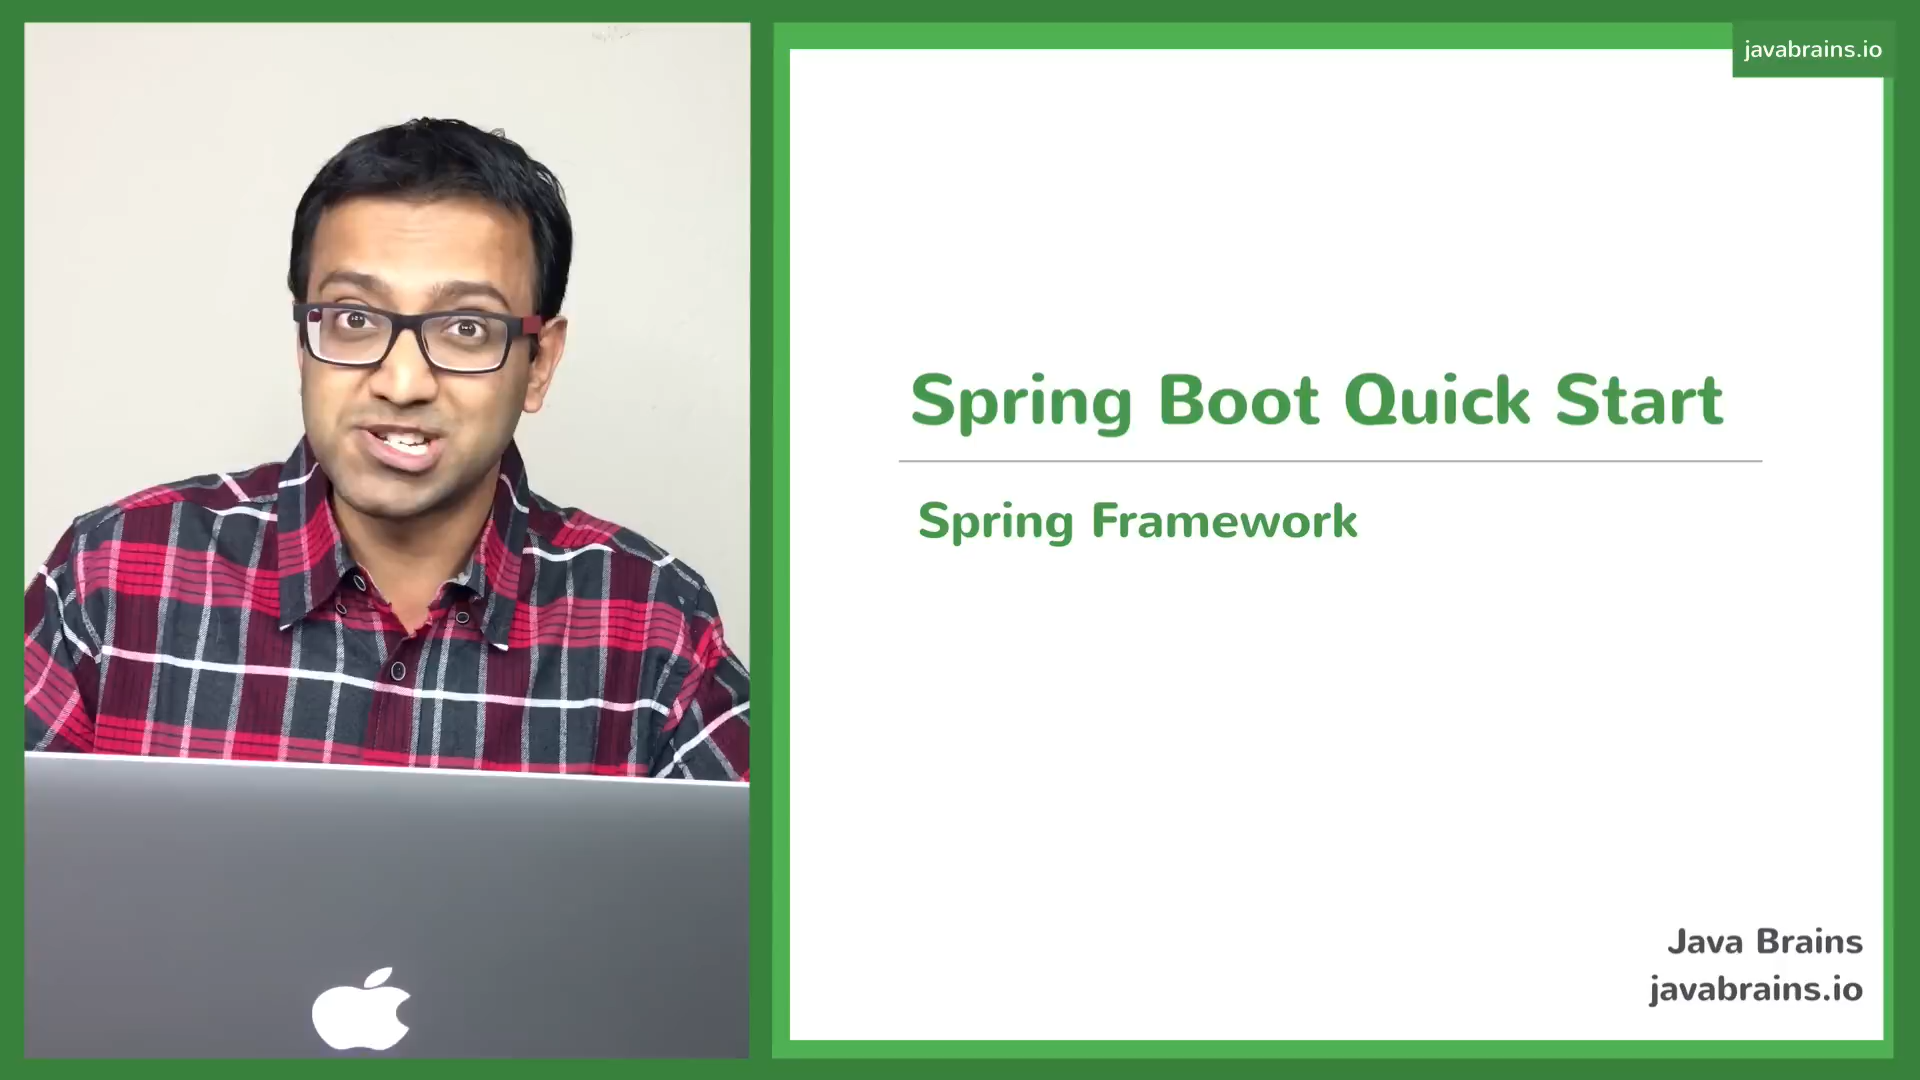 javabrains.io
Spring Boot Quick Start
Spring Framework
Java Brains
javabrains.io